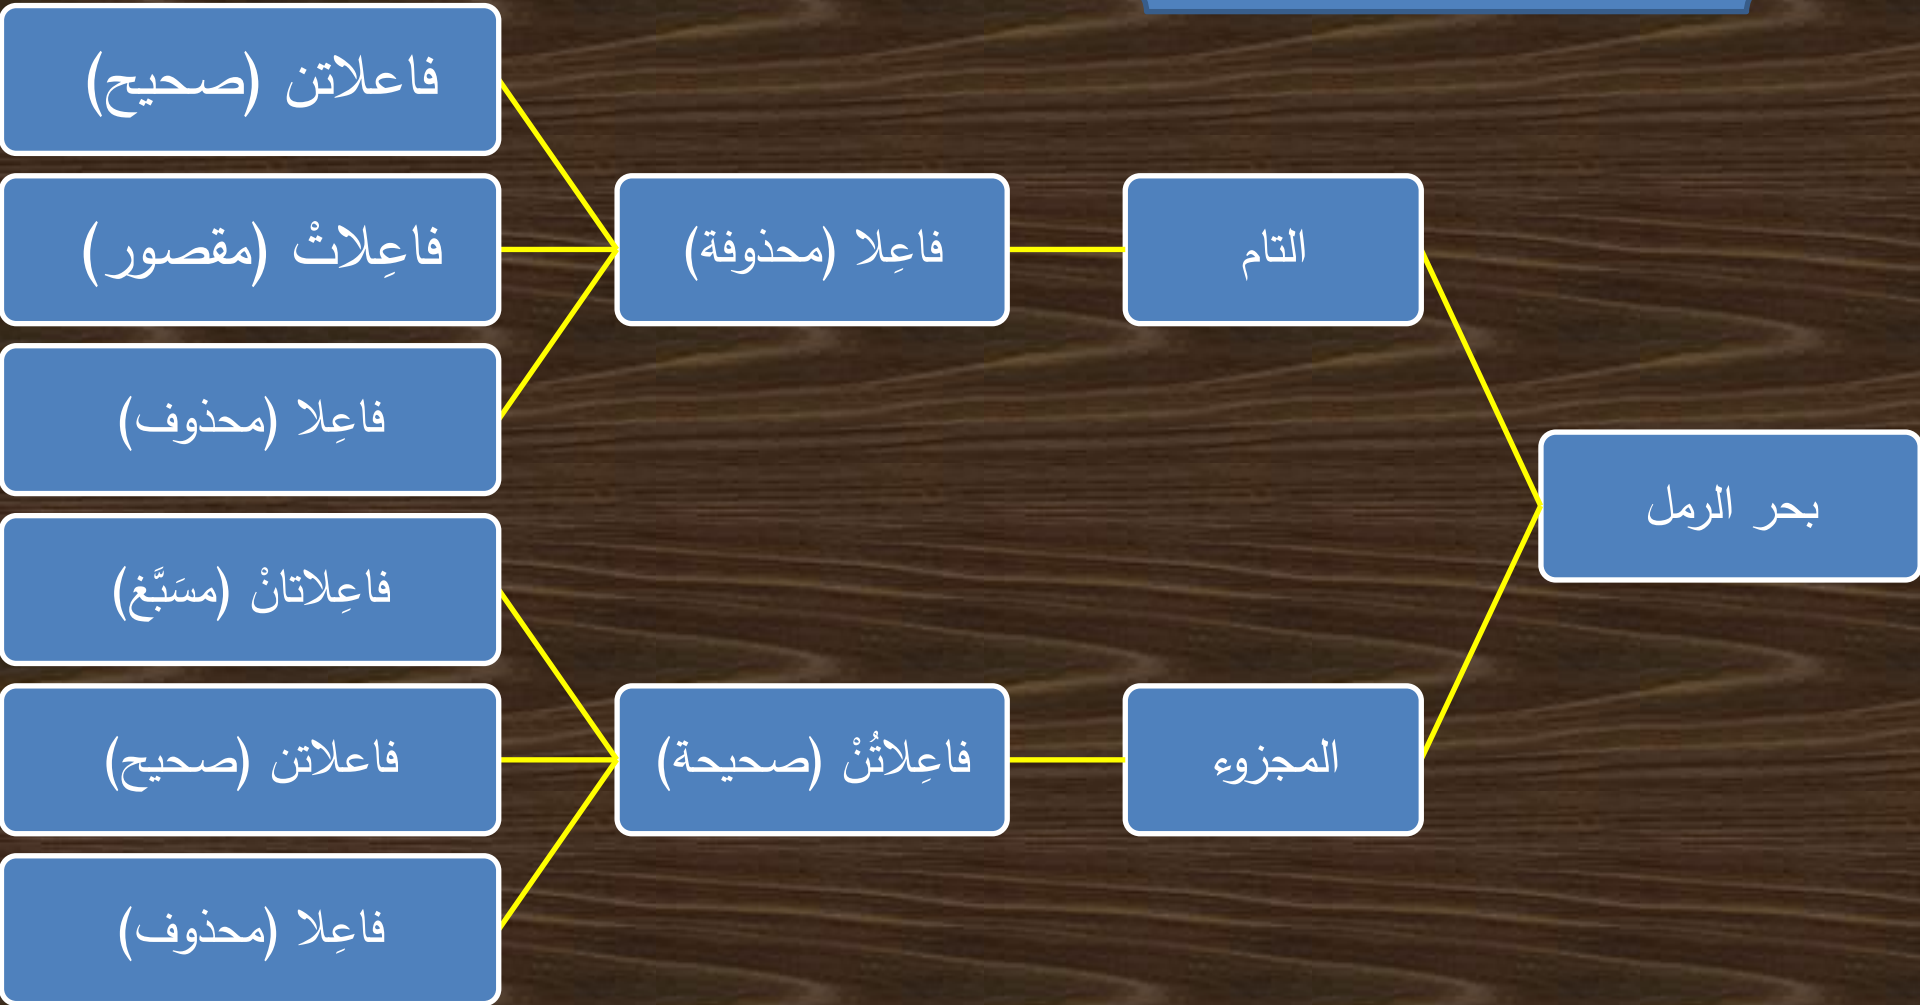 بحر الرمل
التام
فاعِلا (محذوفة)
فاعلاتن (صحيح)
فاعِلاتْ (مقصور)
فاعِلا (محذوف)
المجزوء
فاعِلاتُنْ (صحيحة)
فاعِلاتانْ (مسَبَّغ)
فاعلاتن (صحيح)
فاعِلا (محذوف)